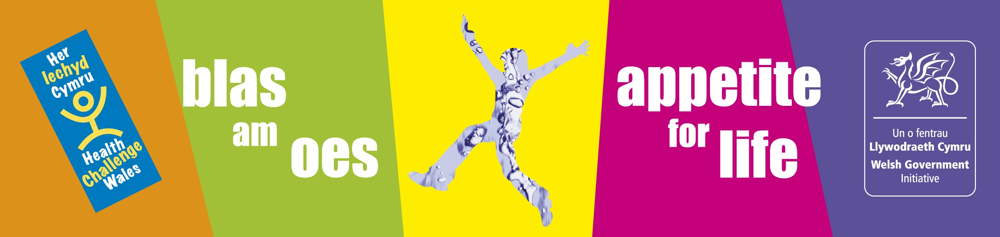 Her
Iechyd
Cymru
Health
Challenge
Wales
blas
am
oes
appetite
for
life
Un o fentrau
Llywodraeth Cymru
Welsh Government
Initiative